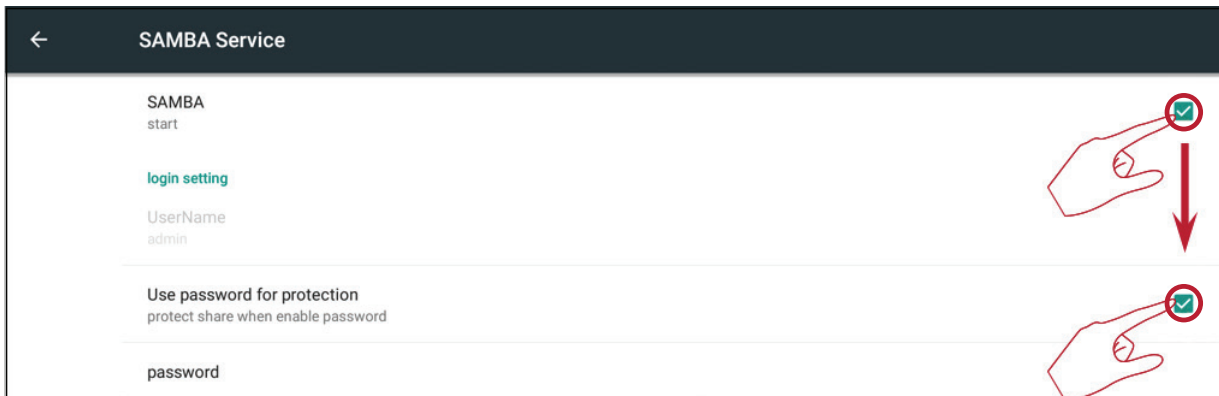 SAMBA Service
SAMBA
start
login setting
UserName
admin
Use password for protection
protect share when enable password
password